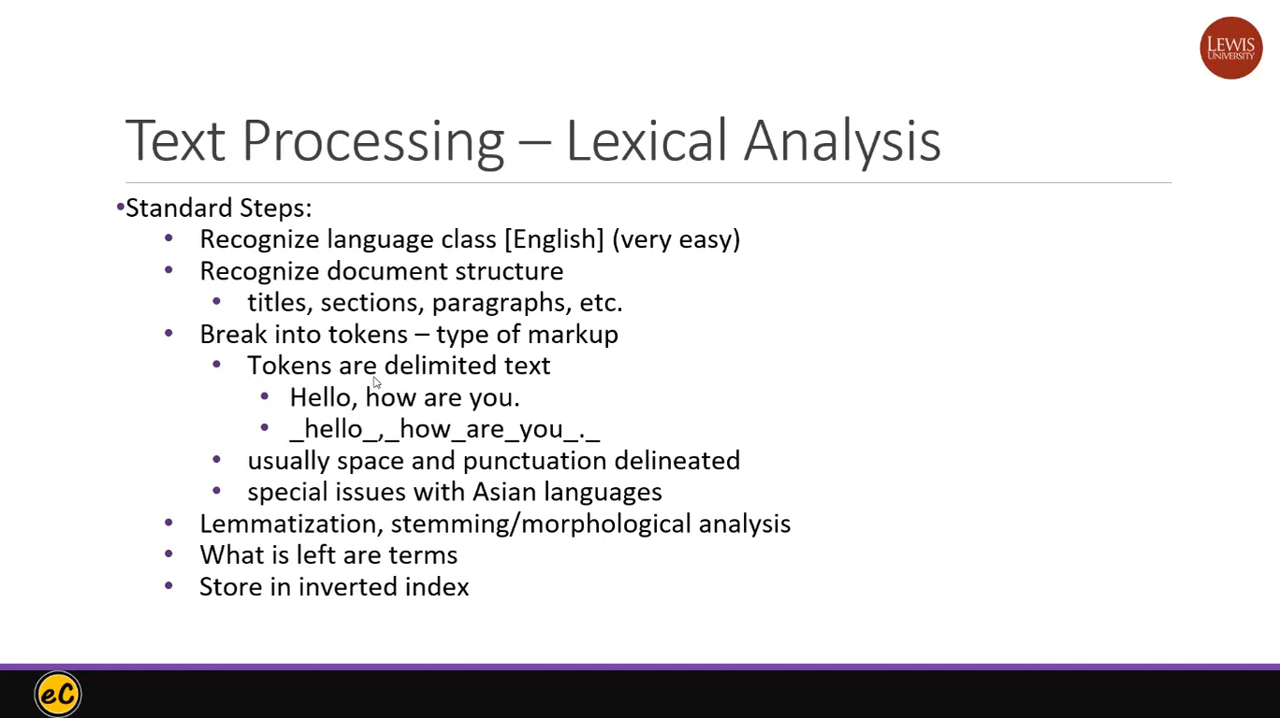 LEWIS
UNIVERSITY
Text Processing – Lexical Analysis
•Standard Steps:
• Recognize language class [English] (very easy)
• Recognize document structure
• titles, sections, paragraphs, etc.
• Break into tokens – type of markup
• Tokens are delimited text
• Hello, how are you.
• _hello_,_how_are_you_._
• usually space and punctuation delineated
• special issues with Asian languages
• Lemmatization, stemming/morphological analysis
• What is left are terms
• Store in inverted index
eC